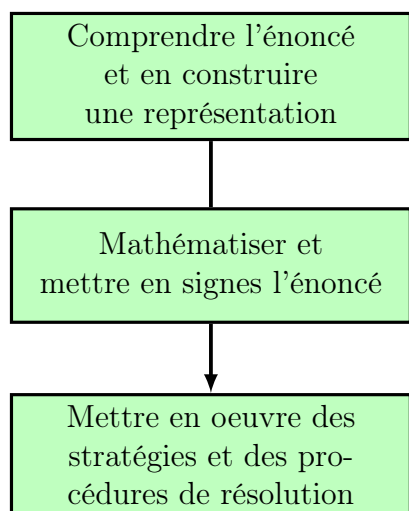 Comprendre l'énoncé
et en construire
une représentation
Mathématiser et
mettre en signes l'énoncé
Mettre en oeuvre des
stratégies et des pro-
cédures de résolution